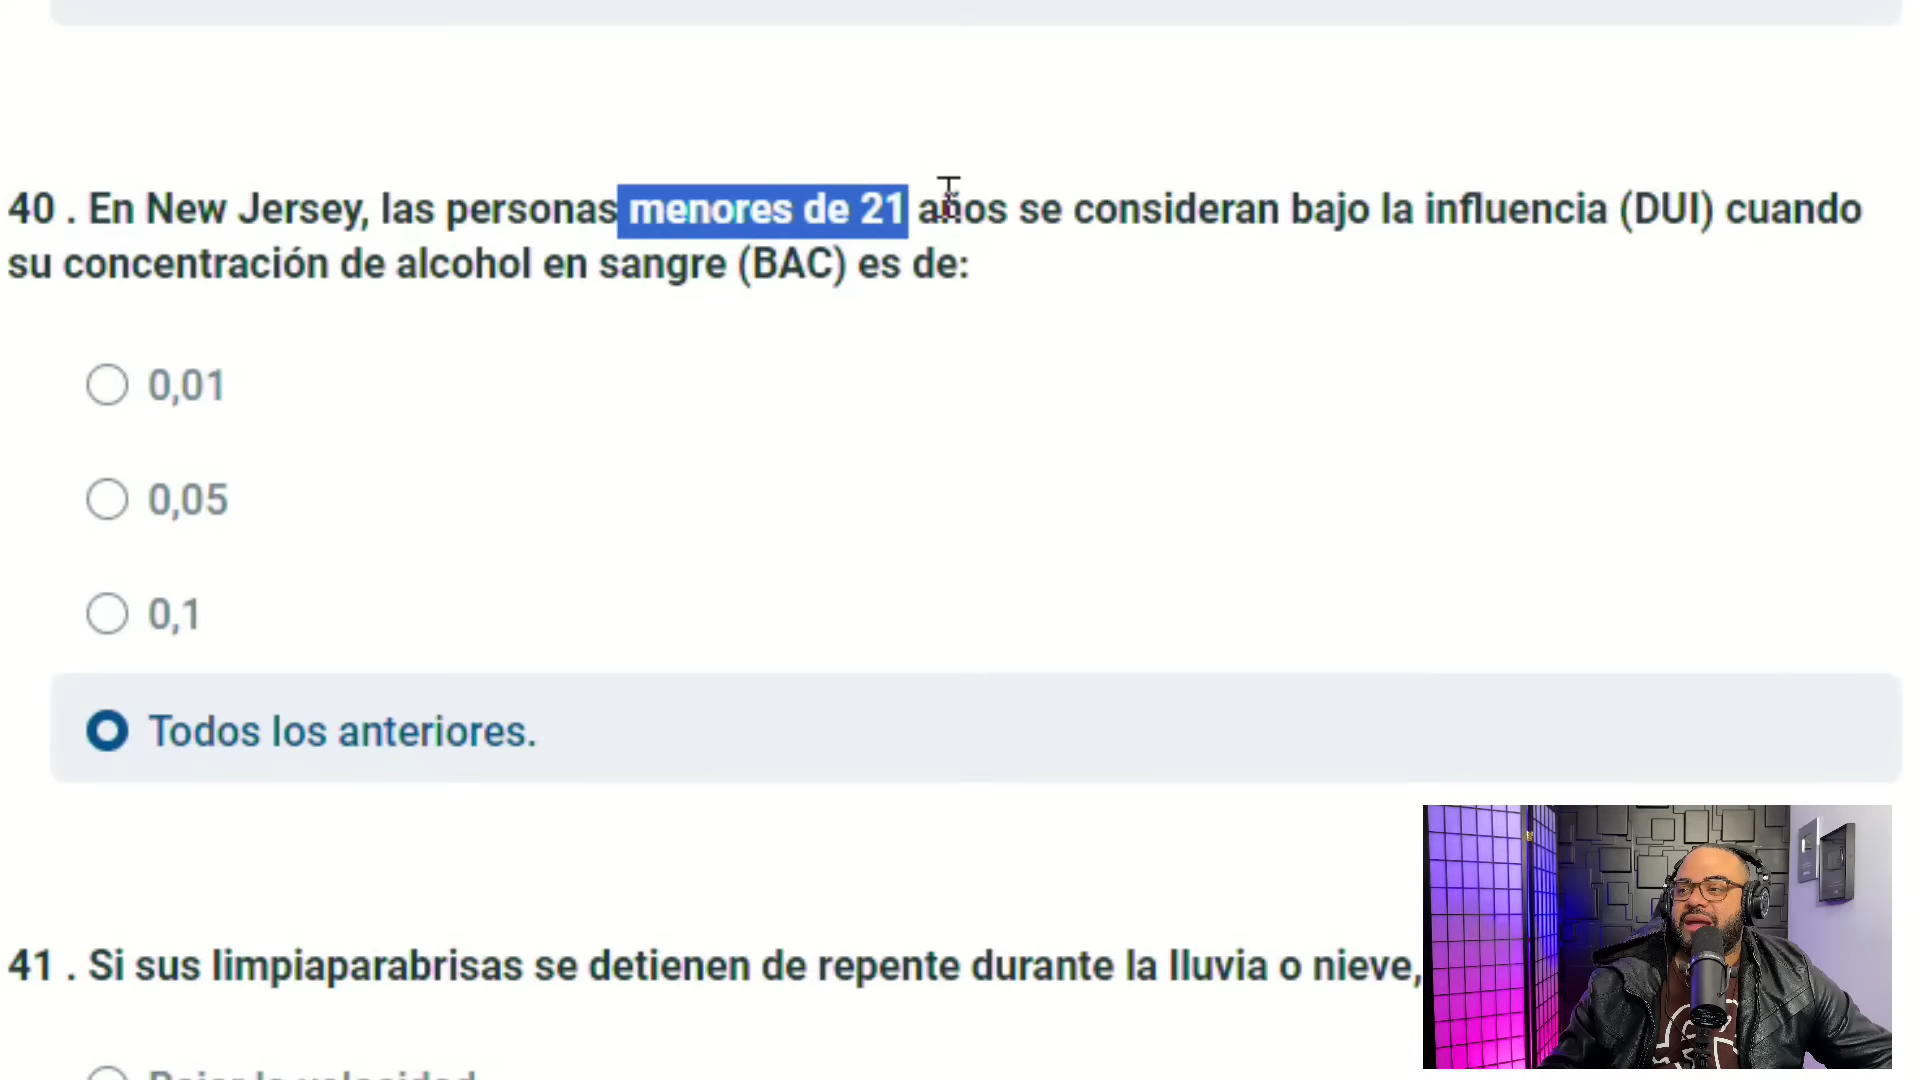 40 . En New Jersey, las personas menores de 21 años se consideran bajo la influencia (DUI) cuando
su concentración de alcohol en sangre (BAC) es de:
0,01
0,05
0,1
Todos los anteriores.
41 . Si sus limpiaparabrisas se detienen de repente durante la lluvia o nieve,